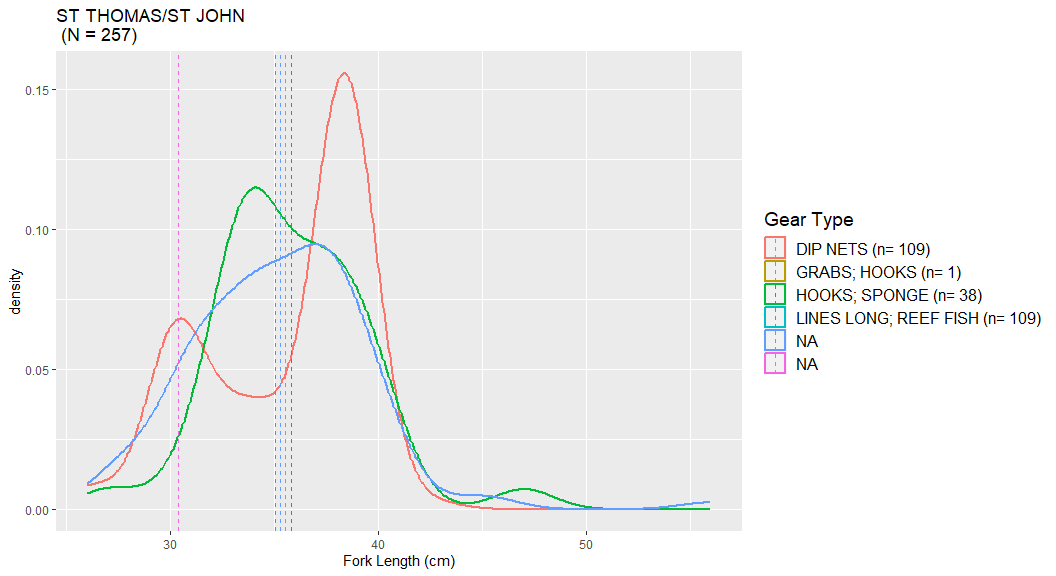 ST THOMAS/ST JOHN
(N = 257)
0.15
0.10
0.05
0.00
density
30
40
50
Fork Length (cm)
Gear Type
DIP NETS (n= 109)
GRABS; HOOKS (n= 1)
HOOKS; SPONGE (n= 38)
LINES LONG; REEF FISH (n= 109)
NA
NA